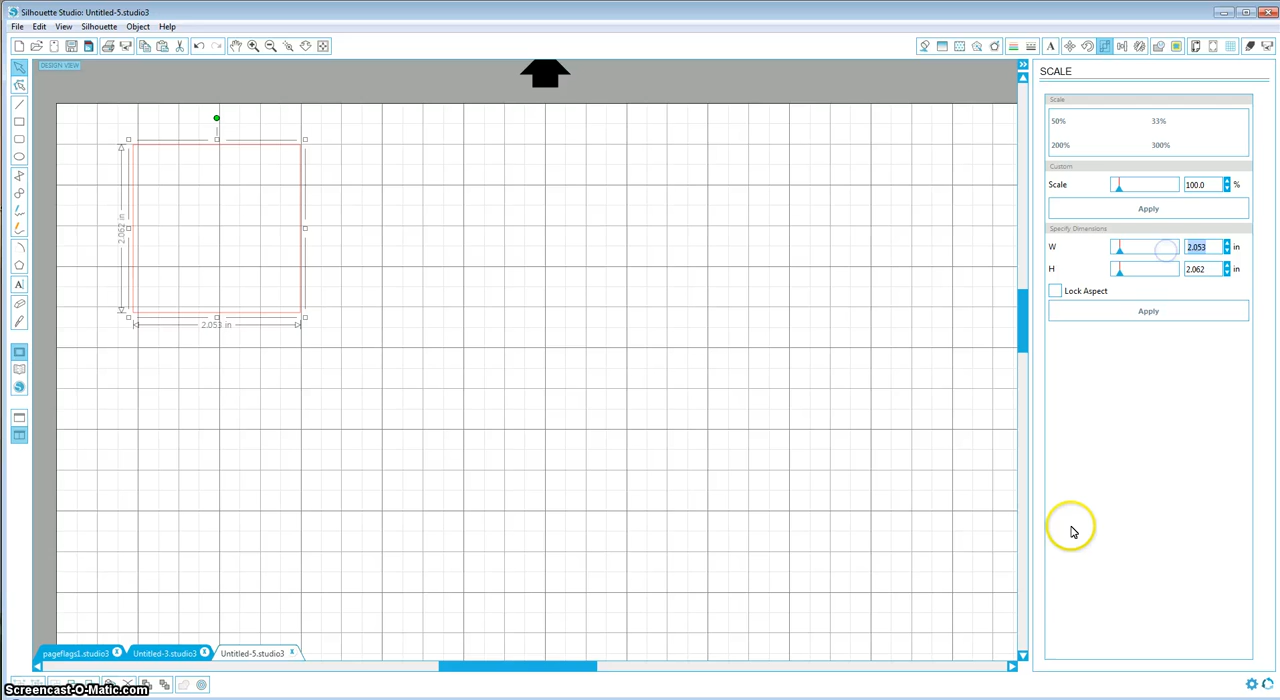 Silhouette Studio: Untitled-5.studio3
File Edit View Silhouette Object Help
DESIGN VIEW
SCALE
Scale
50% 33%
200% 300%
Custom
Scale 100.0 %
Apply
Specify Dimensions
W 2.053 in
H 2.062 in
Lock Aspect
Apply
2.062 in
2.053 in
pageflags1.studio3 Untitled-3.studio3 Untitled-5.studio3
Screencast-O-Matic.com